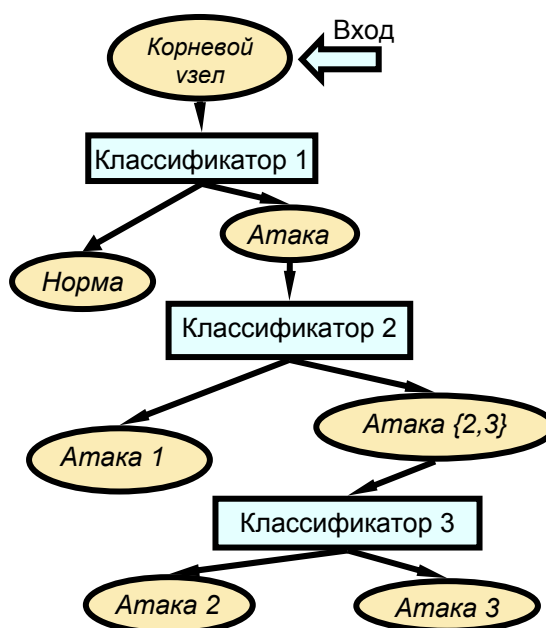 Вход
Корневой
узел
Классификатор 1
Атака
Норма
Классификатор 2
Атака {2,3}
Атака 1
Классификатор 3
Атака 2
Атака 3